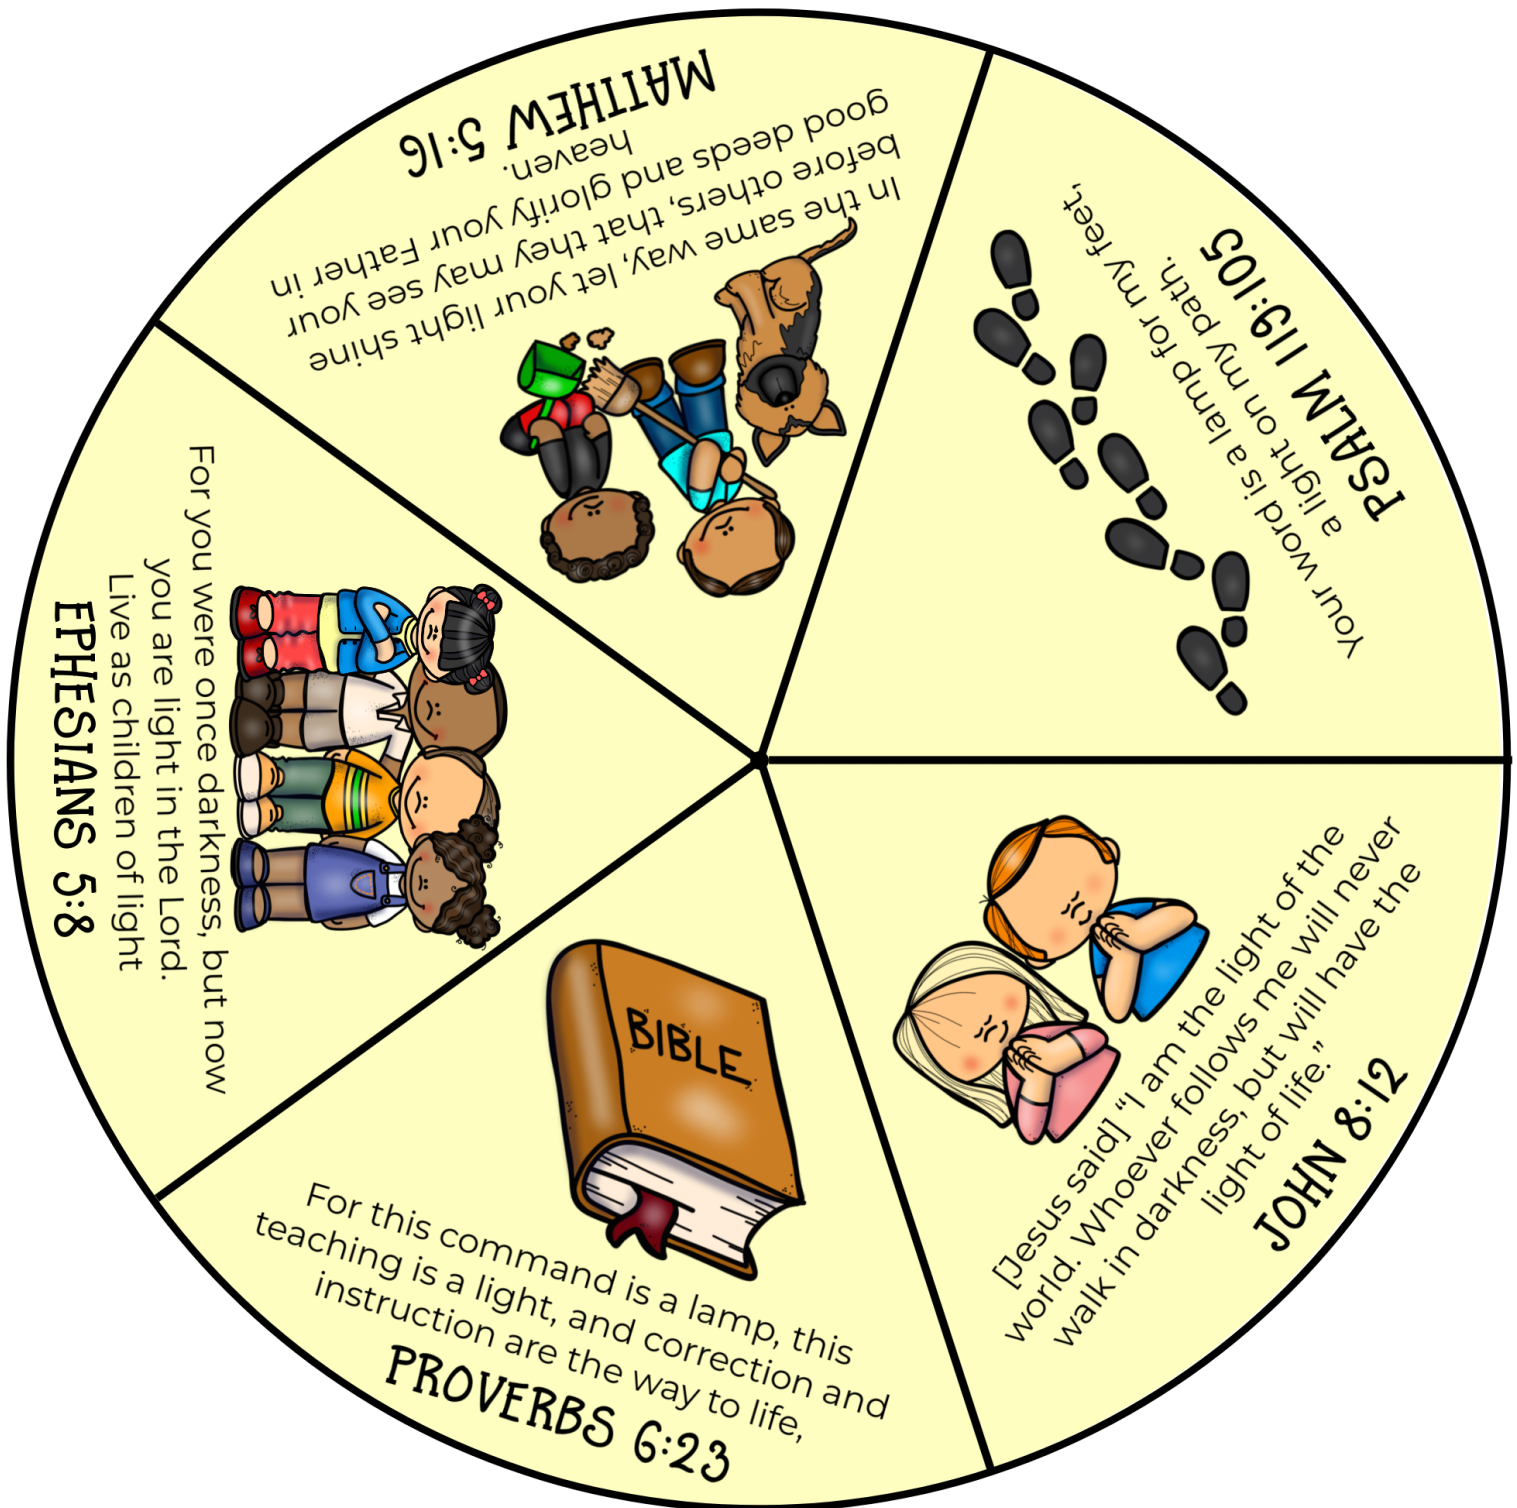 In the same way, let your light shine
before others, that they may see your
good deeds and glorify your Father in
heaven.
MATTHEW 5:16
Your word is a lamp for my feet,
a light on my path.
PSALM 119:105
[Jesus said] “I am the light of the
world. Whoever follows me will never
walk in darkness, but will have the
light of life.”
JOHN 8:12
BIBLE
For this command is a lamp, this
teaching is a light, and correction and
instruction are the way to life,
PROVERBS 6:23
For you were once darkness, but now
you are light in the Lord.
Live as children of light
EPHESIANS 5:8